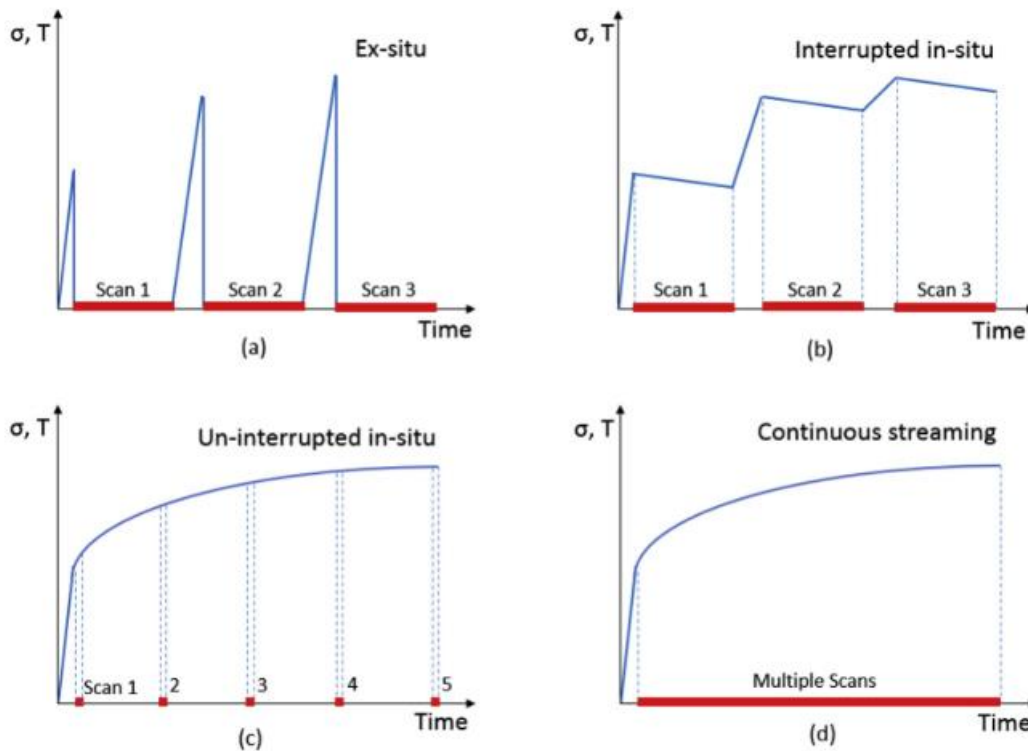 σ, T
Ex-situ
Scan 1
Scan 2
Scan 3
Time
(a)
σ, T
Interrupted in-situ
Scan 1
Scan 2
Scan 3
Time
(b)
σ, T
Un-interrupted in-situ
Scan 1
2
3
4
5
Time
(c)
σ, T
Continuous streaming
Multiple Scans
Time
(d)